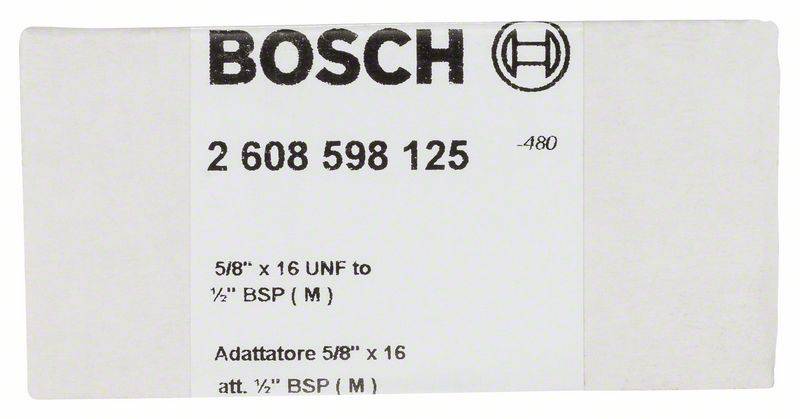 BOSCH
2 608 598 125 -480
5/8" x 16 UNF to
½" BSP ( M )
Adattatore 5/8" x 16
att. ½" BSP ( M )